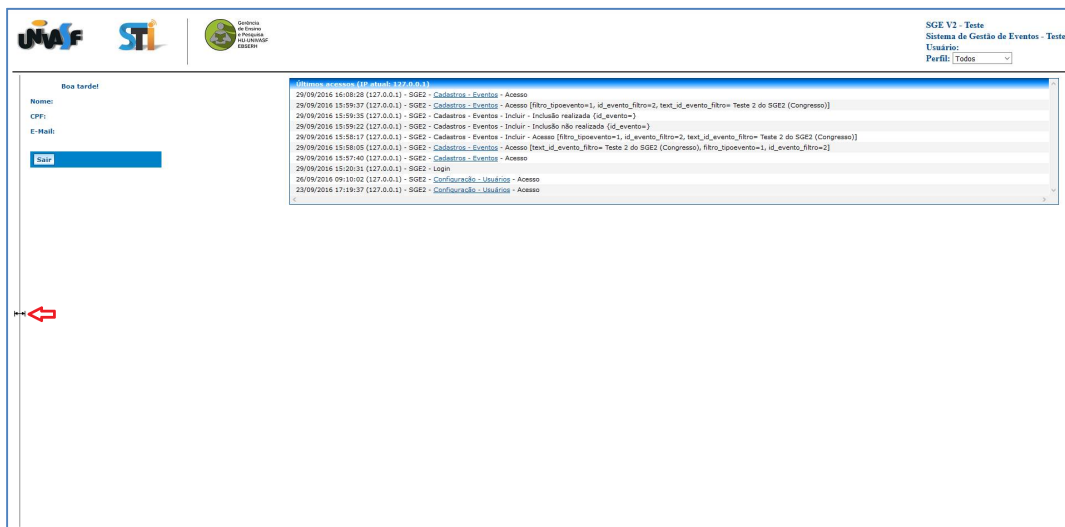 UNIVASF
STI
Gerência
de Ensino
e Pesquisa
HU-UNIVASF
EBSERH
SGE V2 - Teste
Sistema de Gestão de Eventos - Teste
Usuário:
Perfil: Todos
Boa tarde!
Nome:
CPF:
E-Mail:
Sair
Últimos acessos (IP atual: 127.0.0.1)
29/09/2016 16:08:28 (127.0.0.1) - SGE2 - Cadastros - Eventos - Acesso
29/09/2016 15:59:37 (127.0.0.1) - SGE2 - Cadastros - Eventos - Acesso [filtro_tipoevento=1, id_evento_filtro=2, text_id_evento_filtro= Teste 2 do SGE2 (Congresso)]
29/09/2016 15:59:35 (127.0.0.1) - SGE2 - Cadastros - Eventos - Incluir - Inclusão realizada {id_evento=}
29/09/2016 15:59:22 (127.0.0.1) - SGE2 - Cadastros - Eventos - Incluir - Inclusão não realizada {id_evento=}
29/09/2016 15:58:17 (127.0.0.1) - SGE2 - Cadastros - Eventos - Incluir - Acesso [filtro_tipoevento=1, id_evento_filtro=2, text_id_evento_filtro= Teste 2 do SGE2 (Congresso)]
29/09/2016 15:58:05 (127.0.0.1) - SGE2 - Cadastros - Eventos - Acesso [text_id_evento_filtro= Teste 2 do SGE2 (Congresso), filtro_tipoevento=1, id_evento_filtro=2]
29/09/2016 15:57:40 (127.0.0.1) - SGE2 - Cadastros - Eventos - Acesso
29/09/2016 15:20:31 (127.0.0.1) - SGE2 - Login
26/09/2016 09:10:02 (127.0.0.1) - SGE2 - Configuração - Usuários - Acesso
23/09/2016 17:19:37 (127.0.0.1) - SGE2 - Configuração - Usuários - Acesso